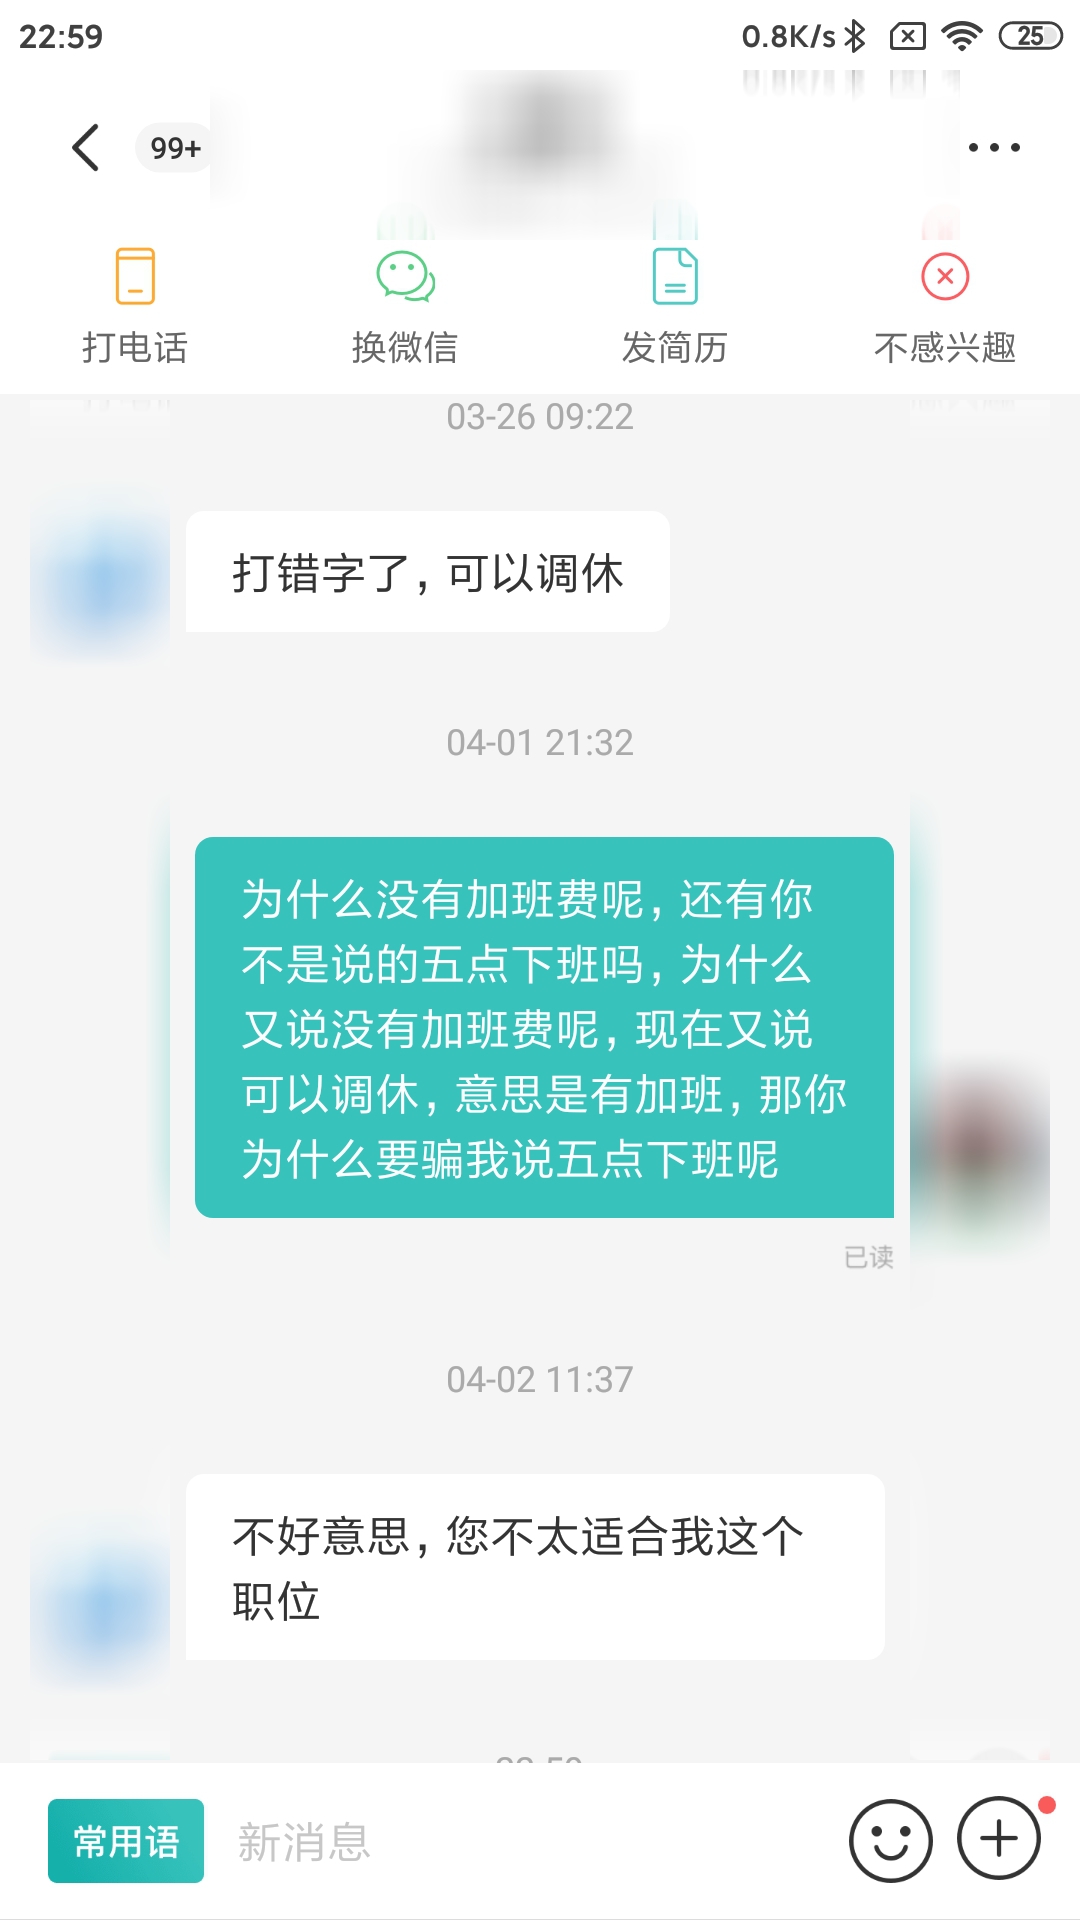 22:59
0.8K/s
25
99+
打电话
换微信
发简历
不感兴趣
03-26 09:22
打错字了，可以调休
04-01 21:32
为什么没有加班费呢，还有你
不是说的五点下班吗，为什么
又说没有加班费呢，现在又说
可以调休，意思是有加班，那你
为什么要骗我说五点下班呢
已读
04-02 11:37
不好意思，您不太适合我这个
职位
常用语
新消息